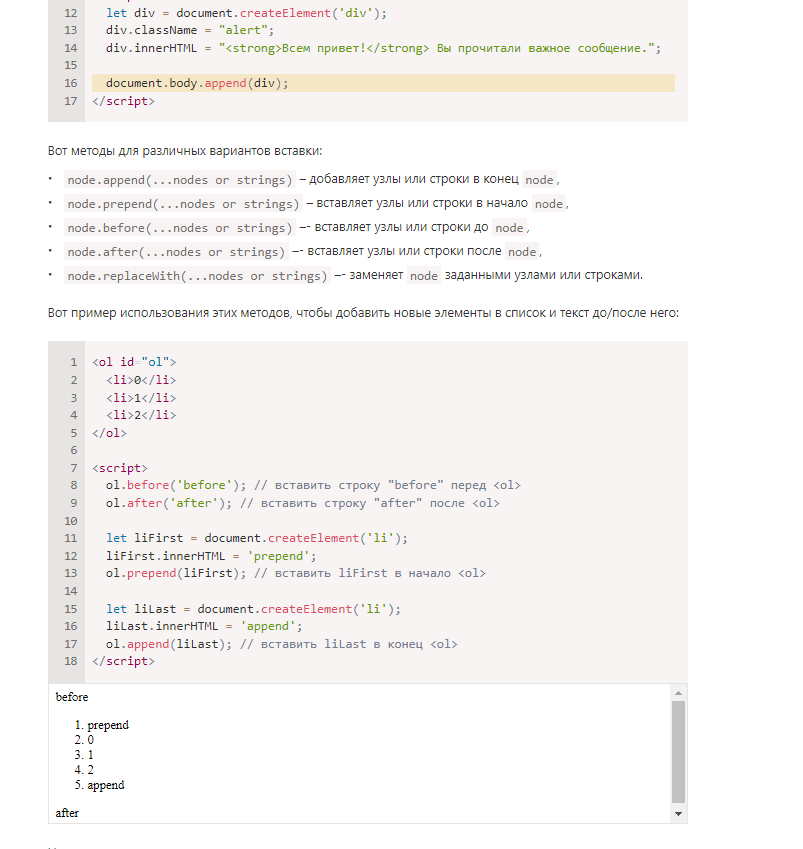 12 let div = document.createElement('div');
13 div.className = "alert";
14 div.innerHTML = "<strong>Всем привет!</strong> Вы прочитали важное сообщение.";
15
16 document.body.append(div);
17 </script>
Вот методы для различных вариантов вставки:
• node.append(...nodes or strings) – добавляет узлы или строки в конец node,
• node.prepend(...nodes or strings) – вставляет узлы или строки в начало node,
• node.before(...nodes or strings) –- вставляет узлы или строки до node,
• node.after(...nodes or strings) –- вставляет узлы или строки после node,
• node.replaceWith(...nodes or strings) –- заменяет node заданными узлами или строками.
Вот пример использования этих методов, чтобы добавить новые элементы в список и текст до/после него:
1 <ol id="ol">
2 <li>0</li>
3 <li>1</li>
4 <li>2</li>
5 </ol>
6
7 <script>
8 ol.before('before'); // вставить строку "before" перед <ol>
9 ol.after('after'); // вставить строку "after" после <ol>
10
11 let liFirst = document.createElement('li');
12 liFirst.innerHTML = 'prepend';
13 ol.prepend(liFirst); // вставить liFirst в начало <ol>
14
15 let liLast = document.createElement('li');
16 liLast.innerHTML = 'append';
17 ol.append(liLast); // вставить liLast в конец <ol>
18 </script>
before
1. prepend
2. 0
3. 1
4. 2
5. append
after